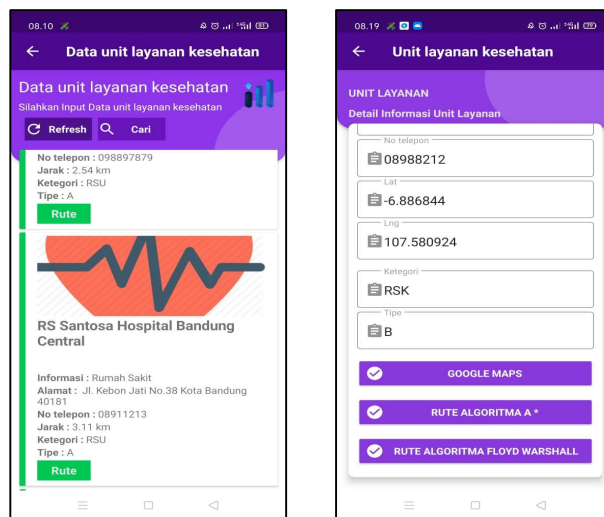 08.10
Data unit layanan kesehatan
Data unit layanan kesehatan
Silahkan Input Data unit layanan kesehatan
Refresh
Cari
No telepon : 098897879
Jarak : 2.54 km
Ketegori : RSU
Tipe : A
Rute
RS Santosa Hospital Bandung
Central
Informasi : Rumah Sakit
Alamat : Jl. Kebon Jati No.38 Kota Bandung
40181
No telepon : 08911213
Jarak : 3.11 km
Ketegori : RSU
Tipe : A
Rute
08.19
Unit layanan kesehatan
UNIT LAYANAN
Detail Informasi Unit Layanan
No telepon
08988212
Lat
-6.886844
Lng
107.580924
Ketegori
RSK
Tipe
B
GOOGLE MAPS
RUTE ALGORITMA A *
RUTE ALGORITMA FLOYD WARSHALL